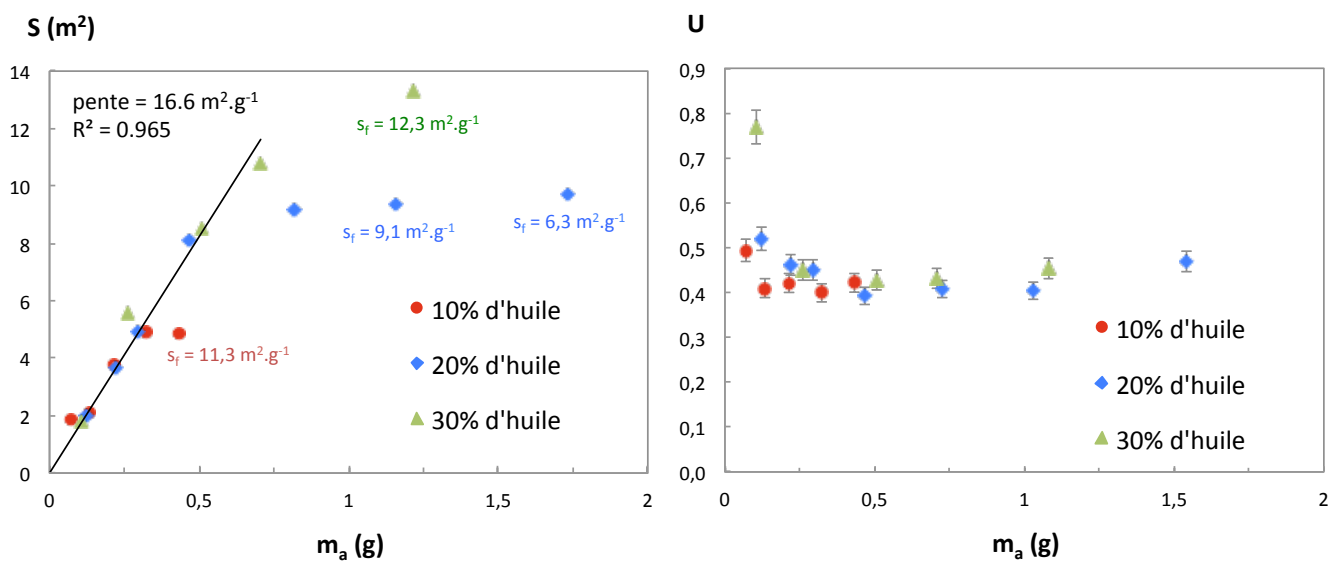 S (m²)
14
12
10
8
6
4
2
0
pente = 16.6 m².g⁻¹
R² = 0.965
s_f = 12,3 m².g⁻¹
s_f = 9,1 m².g⁻¹
s_f = 6,3 m².g⁻¹
s_f = 11,3 m².g⁻¹
10% d'huile
20% d'huile
30% d'huile
0 0,5 1 1,5 2
m_a (g)
U
0,9
0,8
0,7
0,6
0,5
0,4
0,3
0,2
0,1
0,0
10% d'huile
20% d'huile
30% d'huile
0 0,5 1 1,5 2
m_a (g)